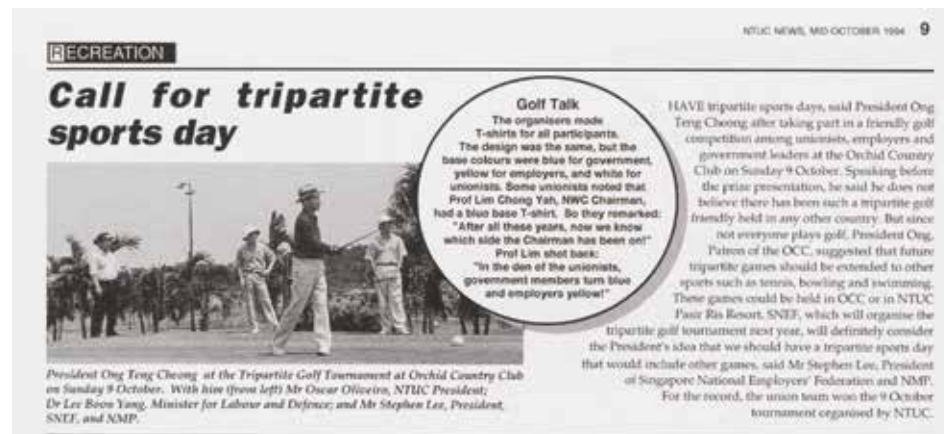 NTUC NEWS, MID-OCTOBER 1994 9
RECREATION
Call for tripartite
sports day
Golf Talk
The organisers made
T-shirts for all participants.
The design was the same, but the
base colours were blue for government,
yellow for employers, and white for
unionists. Some unionists noted that
Prof Lim Chong Yah, NWC Chairman,
had a blue base T-shirt. So they remarked:
"After all these years, now we know
which side the Chairman has been on!"
Prof Lim shot back:
"In the den of the unionists,
government members turn blue
and employers yellow!"
HAVE tripartite sports days, said President Ong
Teng Cheong after taking part in a friendly golf
competition among unionists, employers and
government leaders at the Orchid Country
Club on Sunday 9 October. Speaking before
the prize presentation, he said he does not
believe there has been such a tripartite golf
friendly held in any other country. But since
not everyone plays golf, President Ong,
Patron of the OCC, suggested that future
tripartite games should be extended to other
sports such as tennis, bowling and swimming.
These games could be held in OCC or in NTUC
Pasir Ris Resort. SNEF, which will organise the
tripartite golf tournament next year, will definitely consider
the President's idea that we should have a tripartite sports day
that would include other games, said Mr Stephen Lee, President
of Singapore National Employers' Federation and NMP.
For the record, the union team won the 9 October
tournament organised by NTUC.
President Ong Teng Cheong at the Tripartite Golf Tournament at Orchid Country Club
on Sunday 9 October. With him (from left) Mr Oscar Oliveiro, NTUC President;
Dr Lee Boon Yang, Minister for Labour and Defence; and Mr Stephen Lee, President,
SNEF, and NMP.